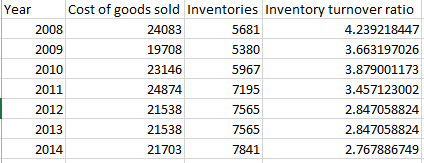 Year Cost of goods sold Inventories Inventory turnover ratio
2008 24083 5681 4.239218447
2009 19708 5380 3.663197026
2010 23146 5967 3.879001173
2011 24874 7195 3.457123002
2012 21538 7565 2.847058824
2013 21538 7565 2.847058824
2014 21703 7841 2.767886749